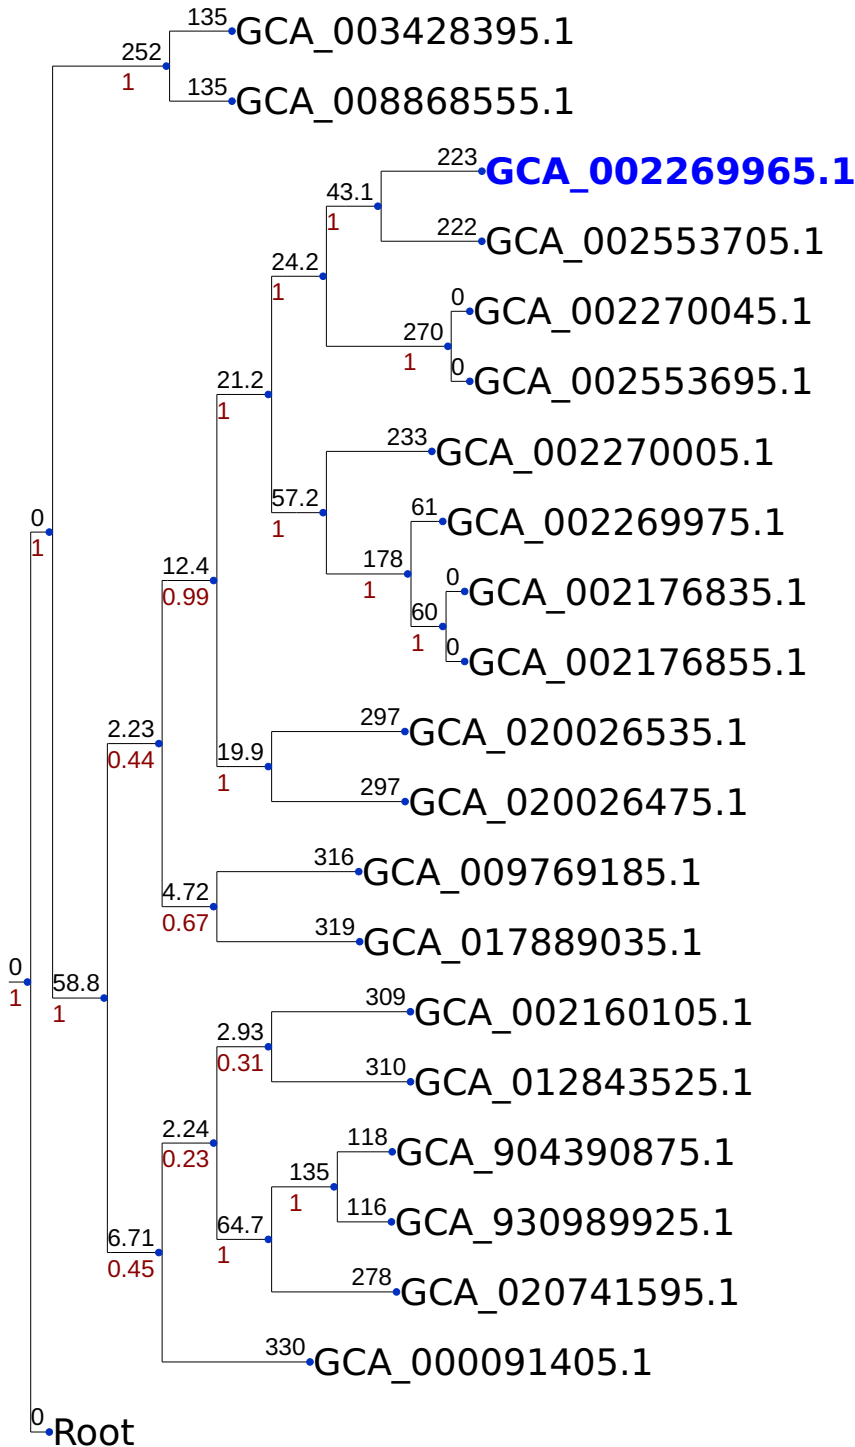 135 GCA_003428395.1
252
1
135 GCA_008868555.1
223 GCA_002269965.1
43.1
1
222 GCA_002553705.1
24.2
1
0 GCA_002270045.1
270
1
0 GCA_002553695.1
21.2
1
233 GCA_002270005.1
57.2
1
61 GCA_002269975.1
0
1
178
1
12.4
0.99
0 GCA_002176835.1
60
1
0 GCA_002176855.1
2.23
0.44
297 GCA_020026535.1
19.9
1
297 GCA_020026475.1
316 GCA_009769185.1
4.72
0.67
319 GCA_017889035.1
0
1
58.8
1
309 GCA_002160105.1
2.93
0.31
310 GCA_012843525.1
2.24
0.23
118 GCA_904390875.1
135
1
116 GCA_930989925.1
64.7
1
6.71
0.45
278 GCA_020741595.1
330 GCA_000091405.1
0 Root